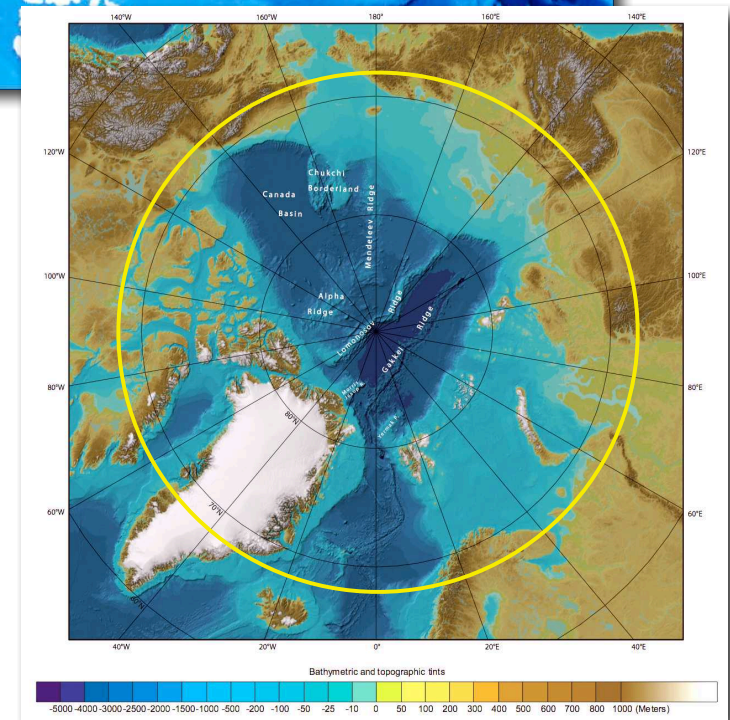 140°W 160°W 180° 160°E 140°E
120°W 120°E
Chukchi
Borderland
Canada
Basin
Mendeleev Ridge
100°W 100°E
Alpha
Ridge
Ridge
Ridge
Lomonosov
Gakkel
80°W 80°E
80°N
70°N
60°W 60°E
60°N
40°W 20°W 0° 20°E 40°E
Bathymetric and topographic tints
-5000 -4000 -3000 -2500 -2000 -1500 -1000 -500 -200 -100 -50 -25 -10 0 50 100 200 300 400 500 600 700 800 1000 (Meters)